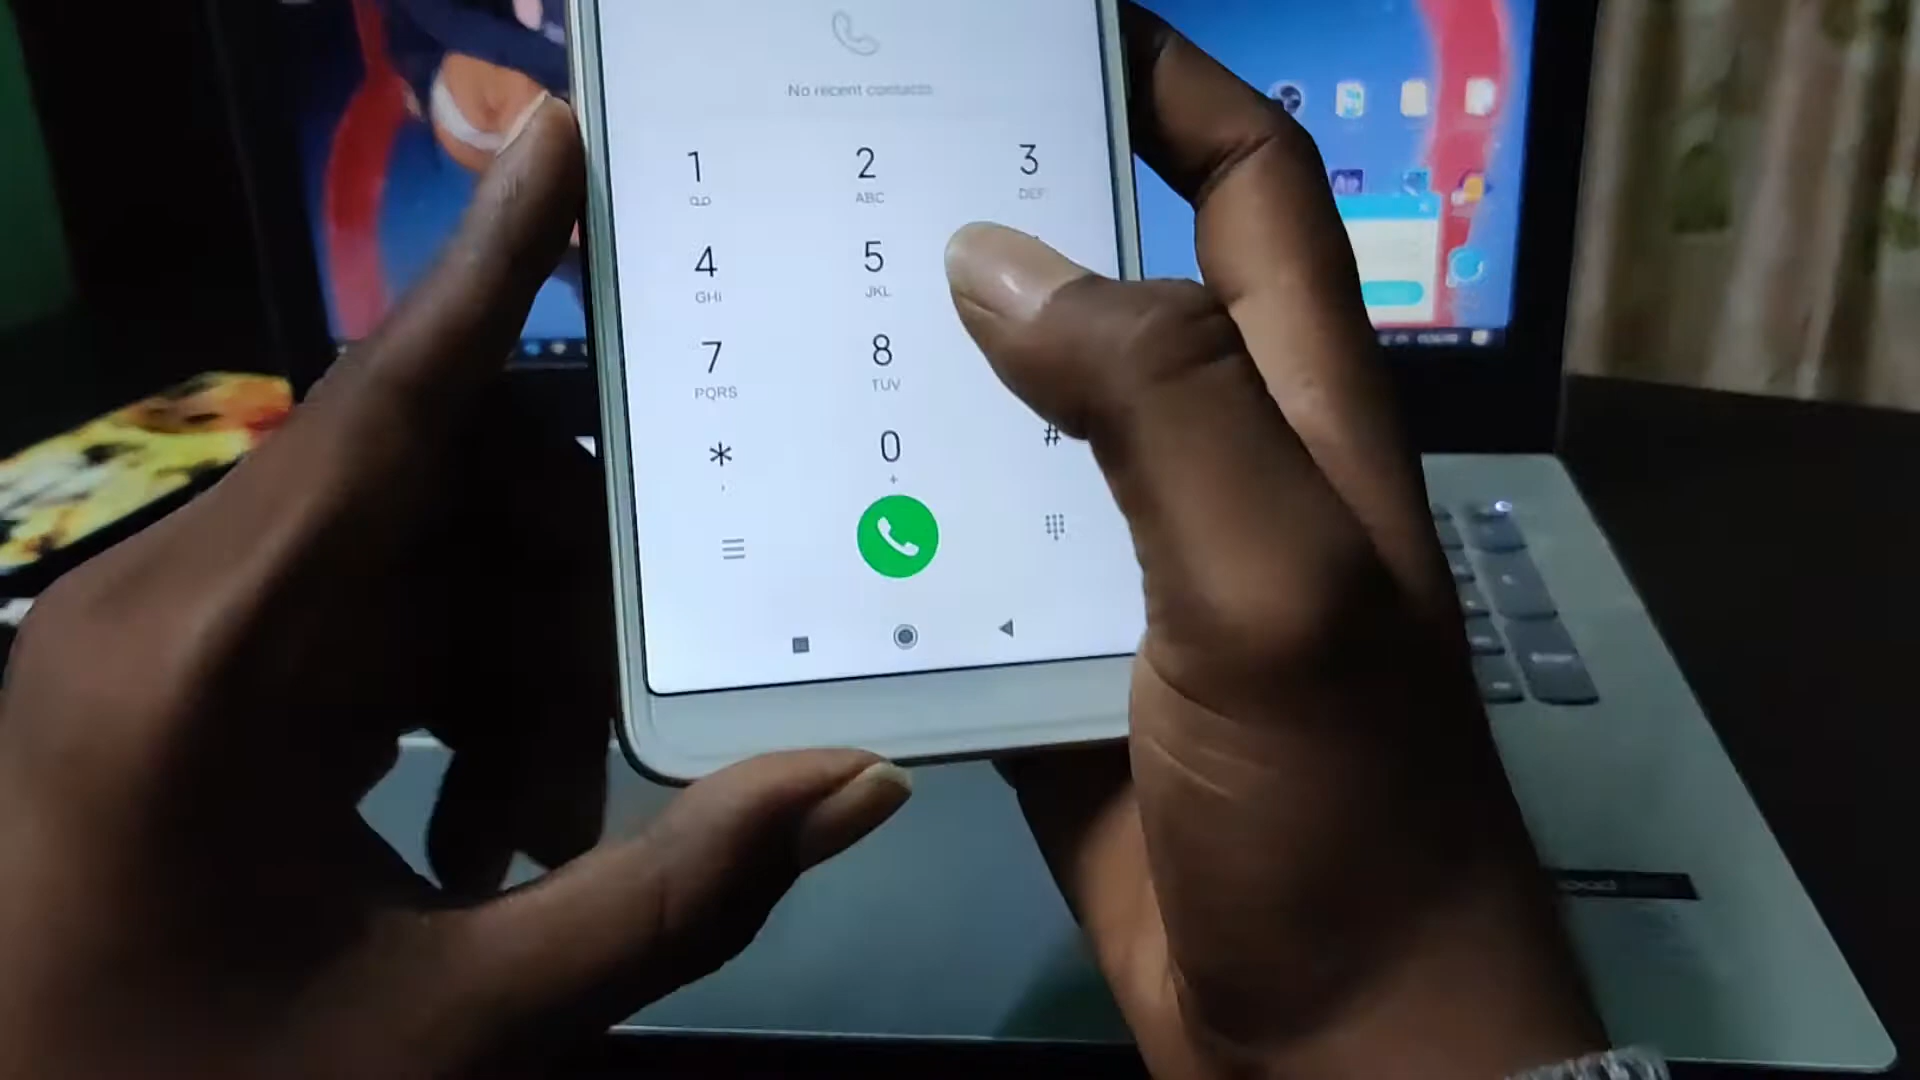 No recent contacts
1 2 3
ABC DEF
4 5
GHI JKL
7 8
PQRS TUV
* 0 #
, +